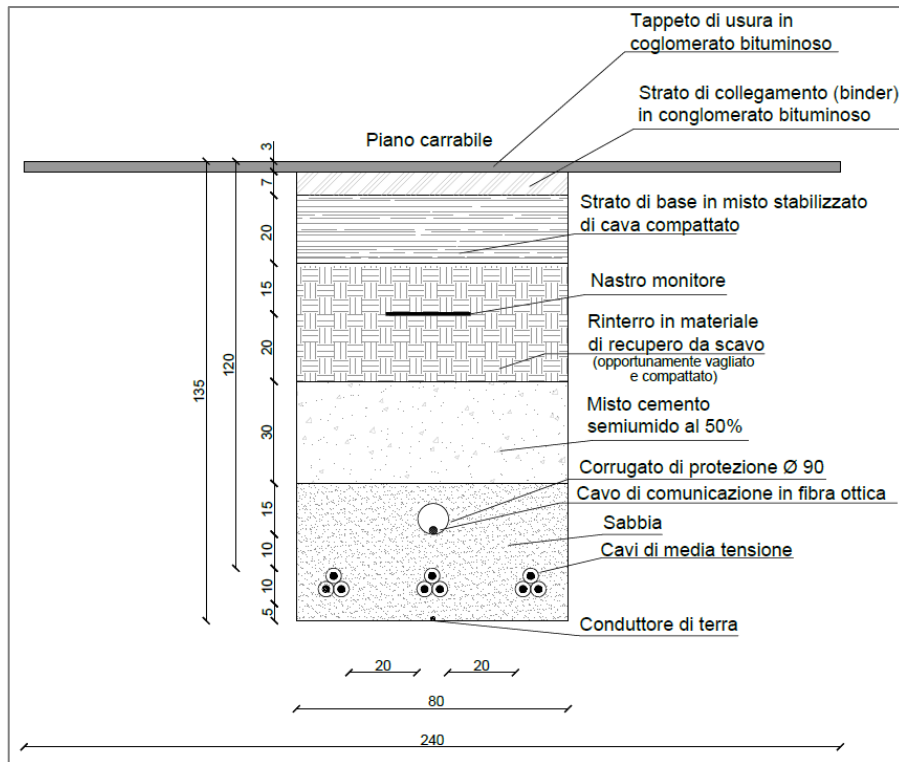 Tappeto di usura in
coglomerato bituminoso
Strato di collegamento (binder)
in conglomerato bituminoso
Piano carrabile
3
7
Strato di base in misto stabilizzato
di cava compattato
20
15
Nastro monitore
Rinterro in materiale
di recupero da scavo
(opportunamente vagliato
e compattato)
20
120
135
Misto cemento
semiumido al 50%
30
Corrugato di protezione Ø 90
Cavo di comunicazione in fibra ottica
15
Sabbia
Cavi di media tensione
10
10
5
Conduttore di terra
20 20
80
240